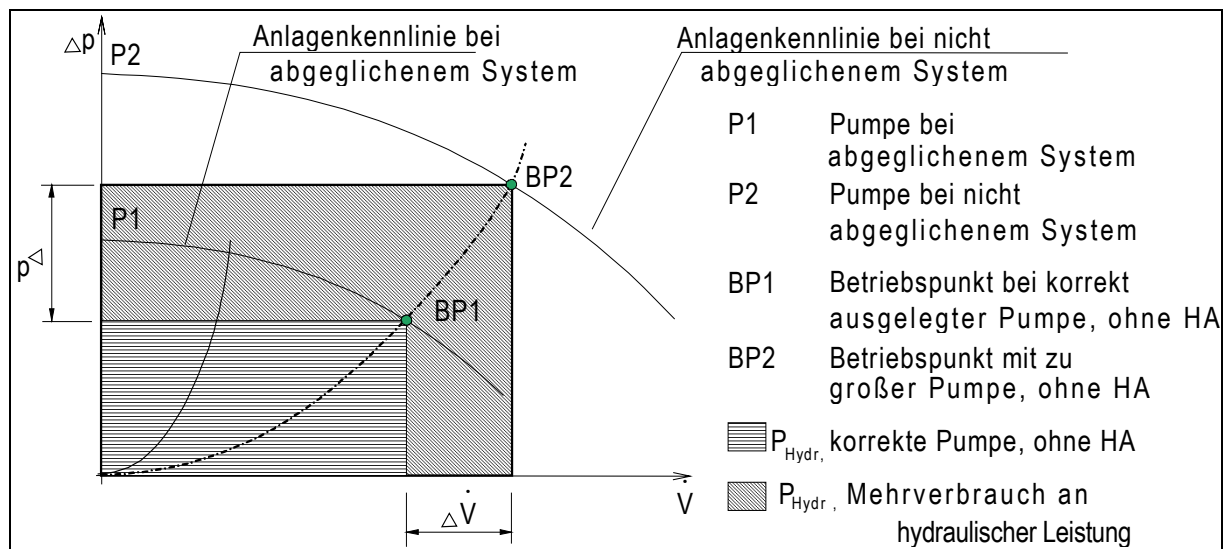 △p
P2
Anlagenkennlinie bei
abgeglichenem System
Anlagenkennlinie bei nicht
abgeglichenem System
P1 Pumpe bei
abgeglichenem System
P2 Pumpe bei nicht
abgeglichenem System
BP1 Betriebspunkt bei korrekt
ausgelegter Pumpe, ohne HA
BP2 Betriebspunkt mit zu
großer Pumpe, ohne HA
P Hydr, korrekte Pumpe, ohne HA
P Hydr, Mehrverbrauch an
hydraulischer Leistung
BP2
P1
p△
BP1
△V̇
V̇